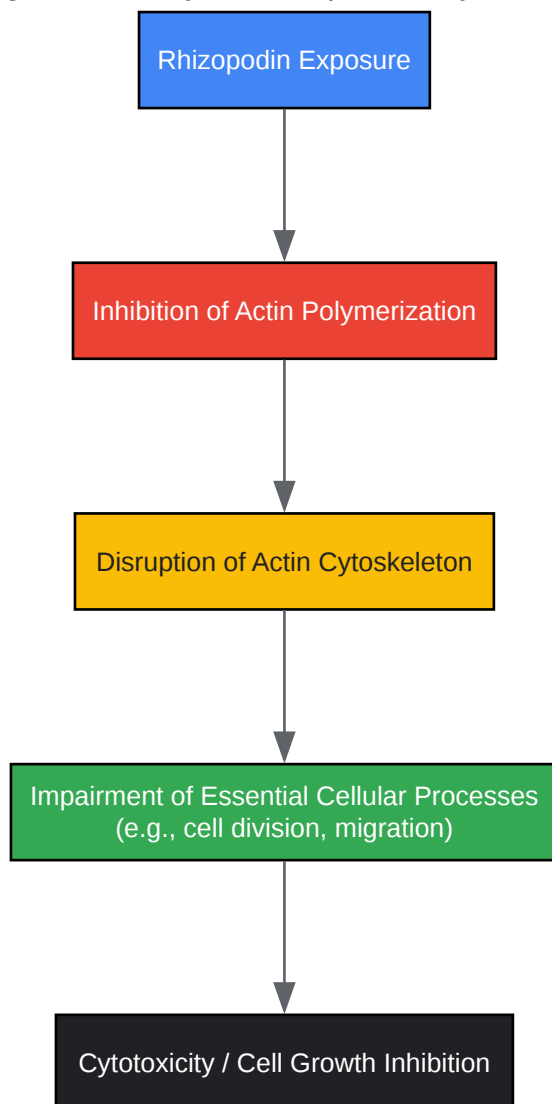 Rhizopodin Exposure
Inhibition of Actin Polymerization
Disruption of Actin Cytoskeleton
Impairment of Essential Cellular Processes
(e.g., cell division, migration)
Cytotoxicity / Cell Growth Inhibition